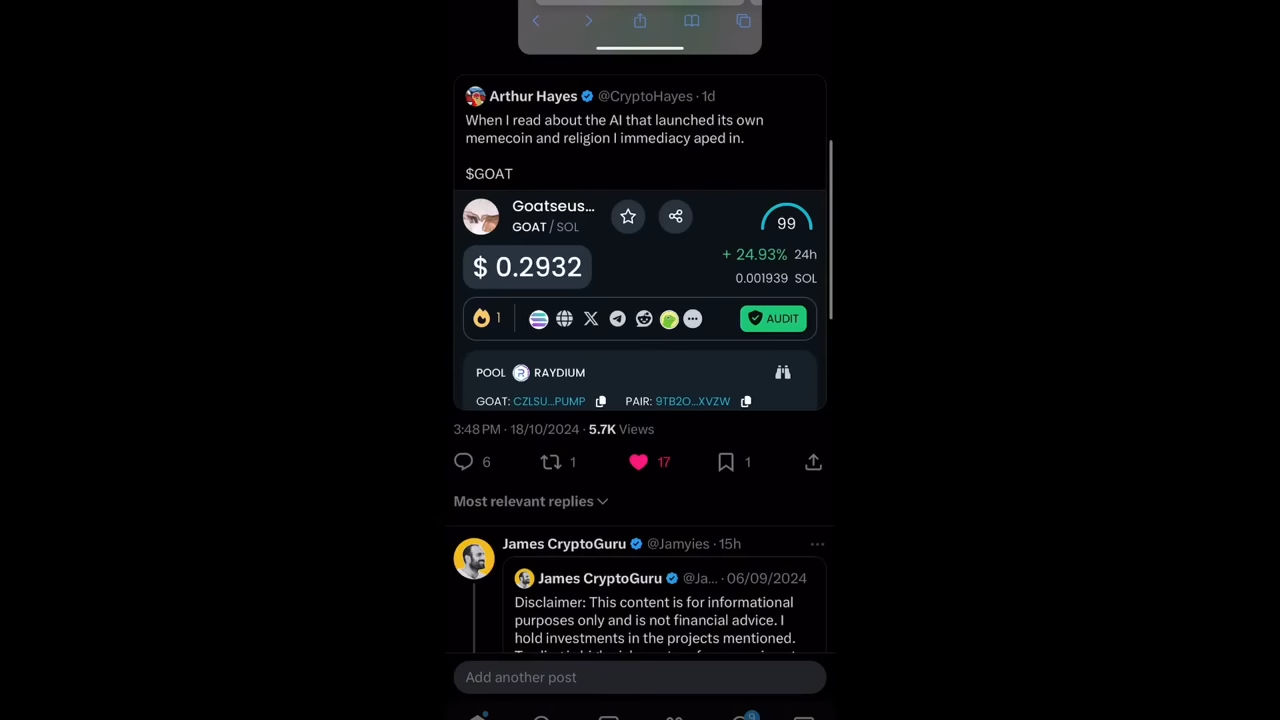 Arthur Hayes @CryptoHayes · 1d
When I read about the AI that launched its own
memecoin and religion I immediacy aped in.
$GOAT
Goatseus...
GOAT / SOL
99
$ 0.2932
+ 24.93% 24h
0.001939 SOL
1
AUDIT
POOL RAYDIUM
GOAT: CZLSU...PUMP PAIR: 9TB2O...XVZW
3:48 PM · 18/10/2024 · 5.7K Views
6 1 17 1
Most relevant replies
James CryptoGuru @Jamyies · 15h
James CryptoGuru @Ja... · 06/09/2024
Disclaimer: This content is for informational
purposes only and is not financial advice. I
hold investments in the projects mentioned.
Add another post
9